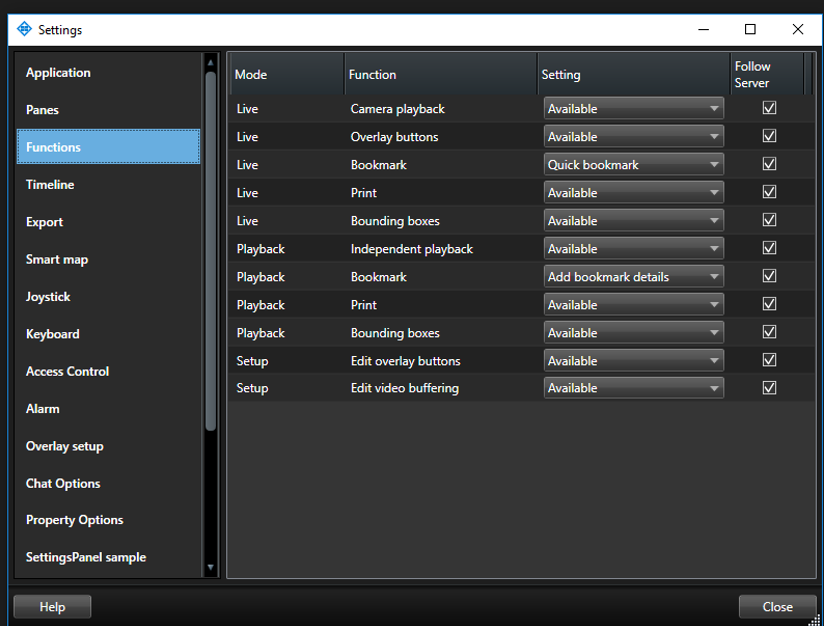 Settings
Application
Panes
Functions
Timeline
Export
Smart map
Joystick
Keyboard
Access Control
Alarm
Overlay setup
Chat Options
Property Options
SettingsPanel sample
Mode Function Setting Follow Server
Live Camera playback Available
Live Overlay buttons Available
Live Bookmark Quick bookmark
Live Print Available
Live Bounding boxes Available
Playback Independent playback Available
Playback Bookmark Add bookmark details
Playback Print Available
Playback Bounding boxes Available
Setup Edit overlay buttons Available
Setup Edit video buffering Available
Help Close